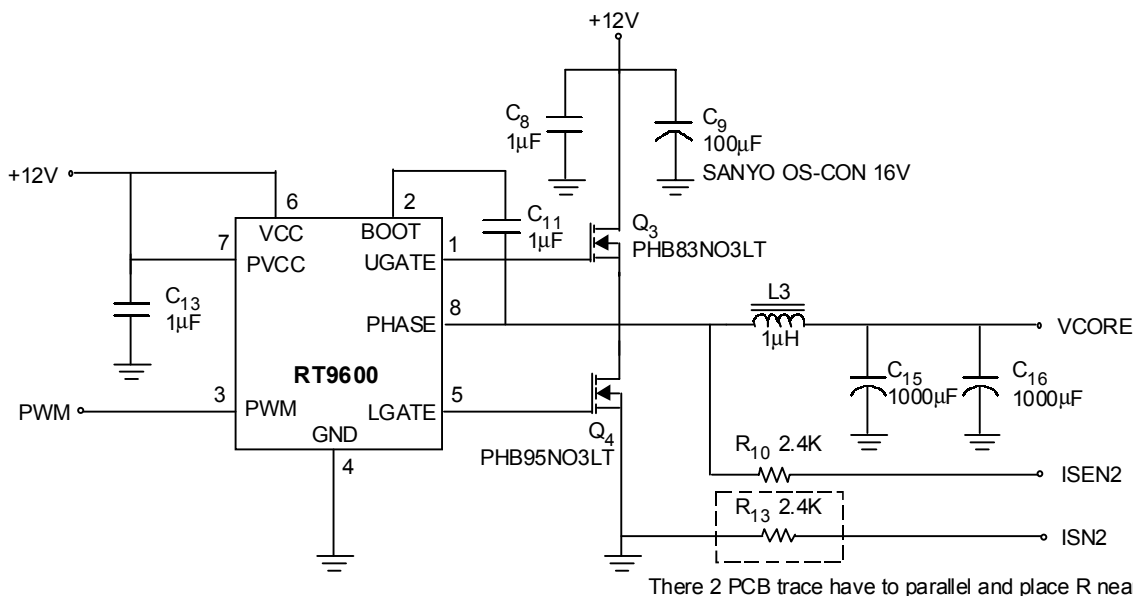 +12V
C8
1μF
C9
100μF
SANYO OS-CON 16V
+12V
6
2
VCC
BOOT
C11
1μF
Q3
PHB83NO3LT
7
PVCC
1
UGATE
C13
1μF
8
PHASE
L3
1μH
VCORE
RT9600
C15
1000μF
C16
1000μF
PWM
3
PWM
5
LGATE
GND
4
Q4
PHB95NO3LT
R10 2.4K
ISEN2
R13 2.4K
ISN2
There 2 PCB trace have to parallel and place R nea